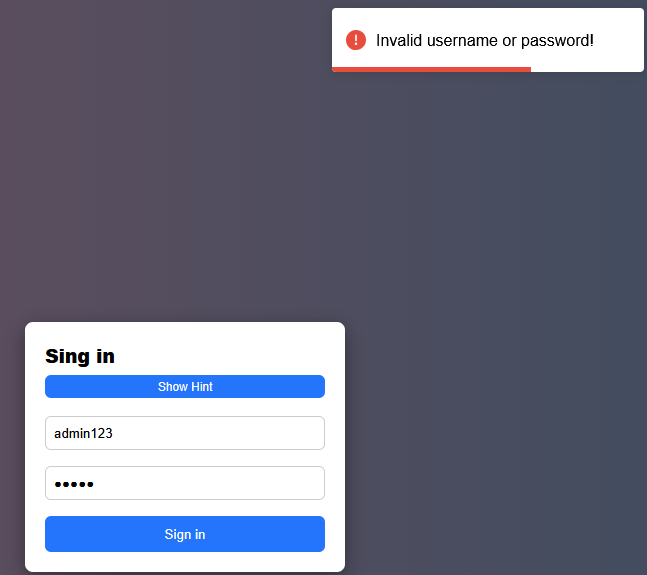 Invalid username or password!
Sing in
Show Hint
admin123
•••••
Sign in